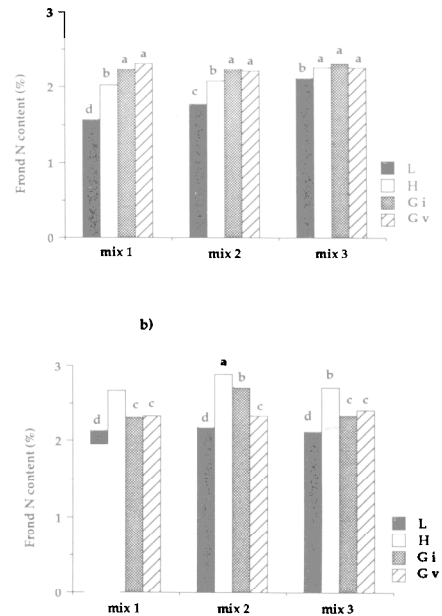 3
2
1
0
Frond N content (%)
d b a a
c b a a
b a a a
mix 1 mix 2 mix 3
L
H
G i
G v
b)
3
2
1
0
Frond N content (%)
d c c
d a b c
d b c c
mix 1 mix 2 mix 3
L
H
G i
G v